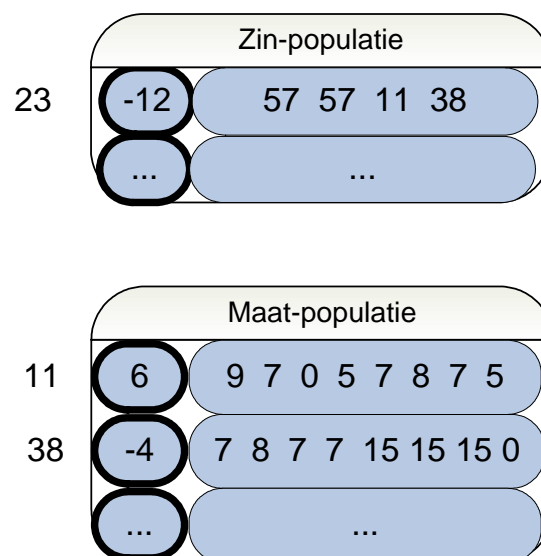 Zin-populatie
23 -12 57 57 11 38
... ...
Maat-populatie
11 6 9 7 0 5 7 8 7 5
38 -4 7 8 7 7 15 15 15 0
... ...